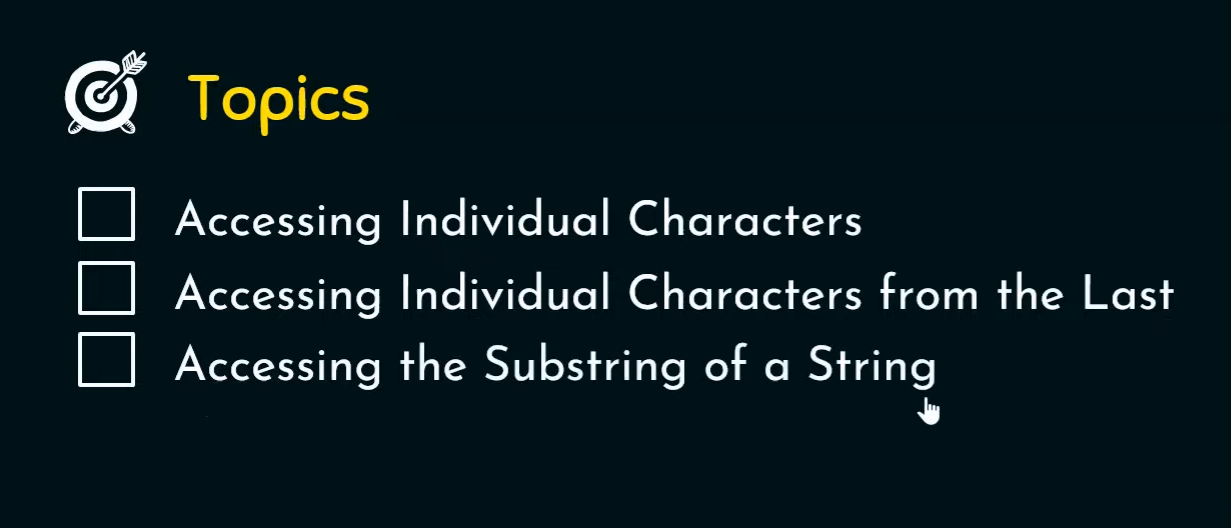 Topics
Accessing Individual Characters
Accessing Individual Characters from the Last
Accessing the Substring of a String